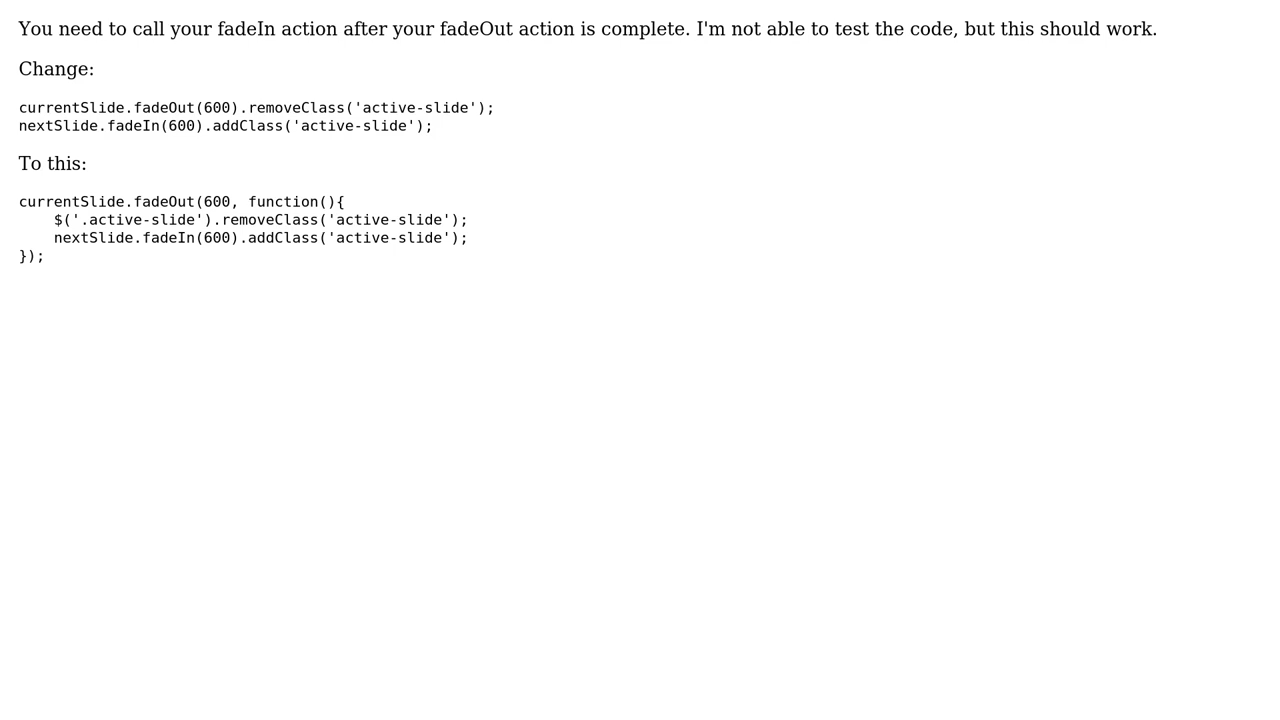 You need to call your fadeIn action after your fadeOut action is complete. I'm not able to test the code, but this should work.
Change:
currentSlide.fadeOut(600).removeClass('active-slide');
nextSlide.fadeIn(600).addClass('active-slide');
To this:
currentSlide.fadeOut(600, function(){
    $('.active-slide').removeClass('active-slide');
    nextSlide.fadeIn(600).addClass('active-slide');
});